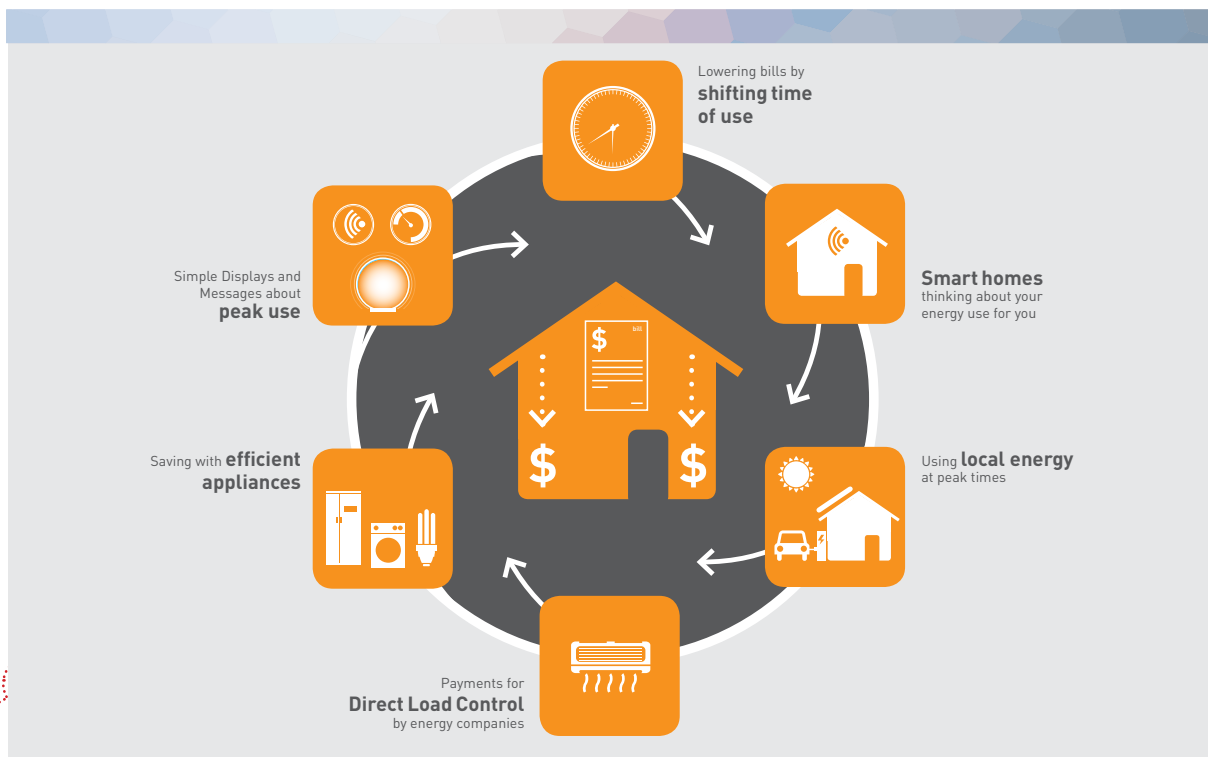 Lowering bills by
shifting time
of use
Smart homes
thinking about your
energy use for you
Using local energy
at peak times
Payments for
Direct Load Control
by energy companies
Saving with efficient
appliances
Simple Displays and
Messages about
peak use
$ bill
$ $